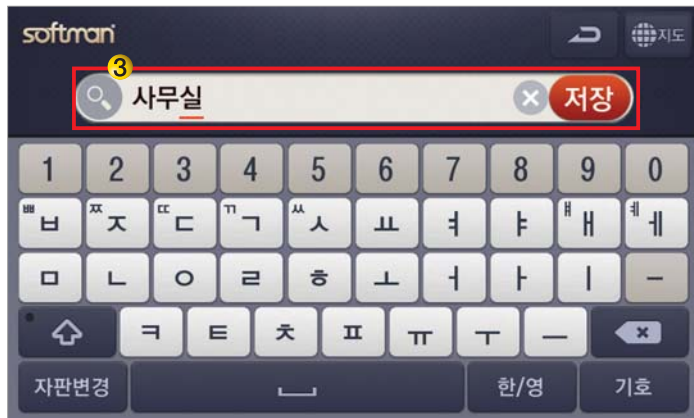 softman
지도
3
사무실
저장
1 2 3 4 5 6 7 8 9 0
ㅃ ㅂ ㅉ ㅈ ㄸ ㄷ ㄲ ㄱ ㅆ ㅅ ㅛ ㅕ ㅑ ㅒ ㅐ ㅖ ㅔ
ㅁ ㄴ ㅇ ㄹ ㅎ ㅗ ㅓ ㅏ ㅣ -
ㅋ ㅌ ㅊ ㅍ ㅠ ㅜ ㅡ
자판변경 한/영 기호